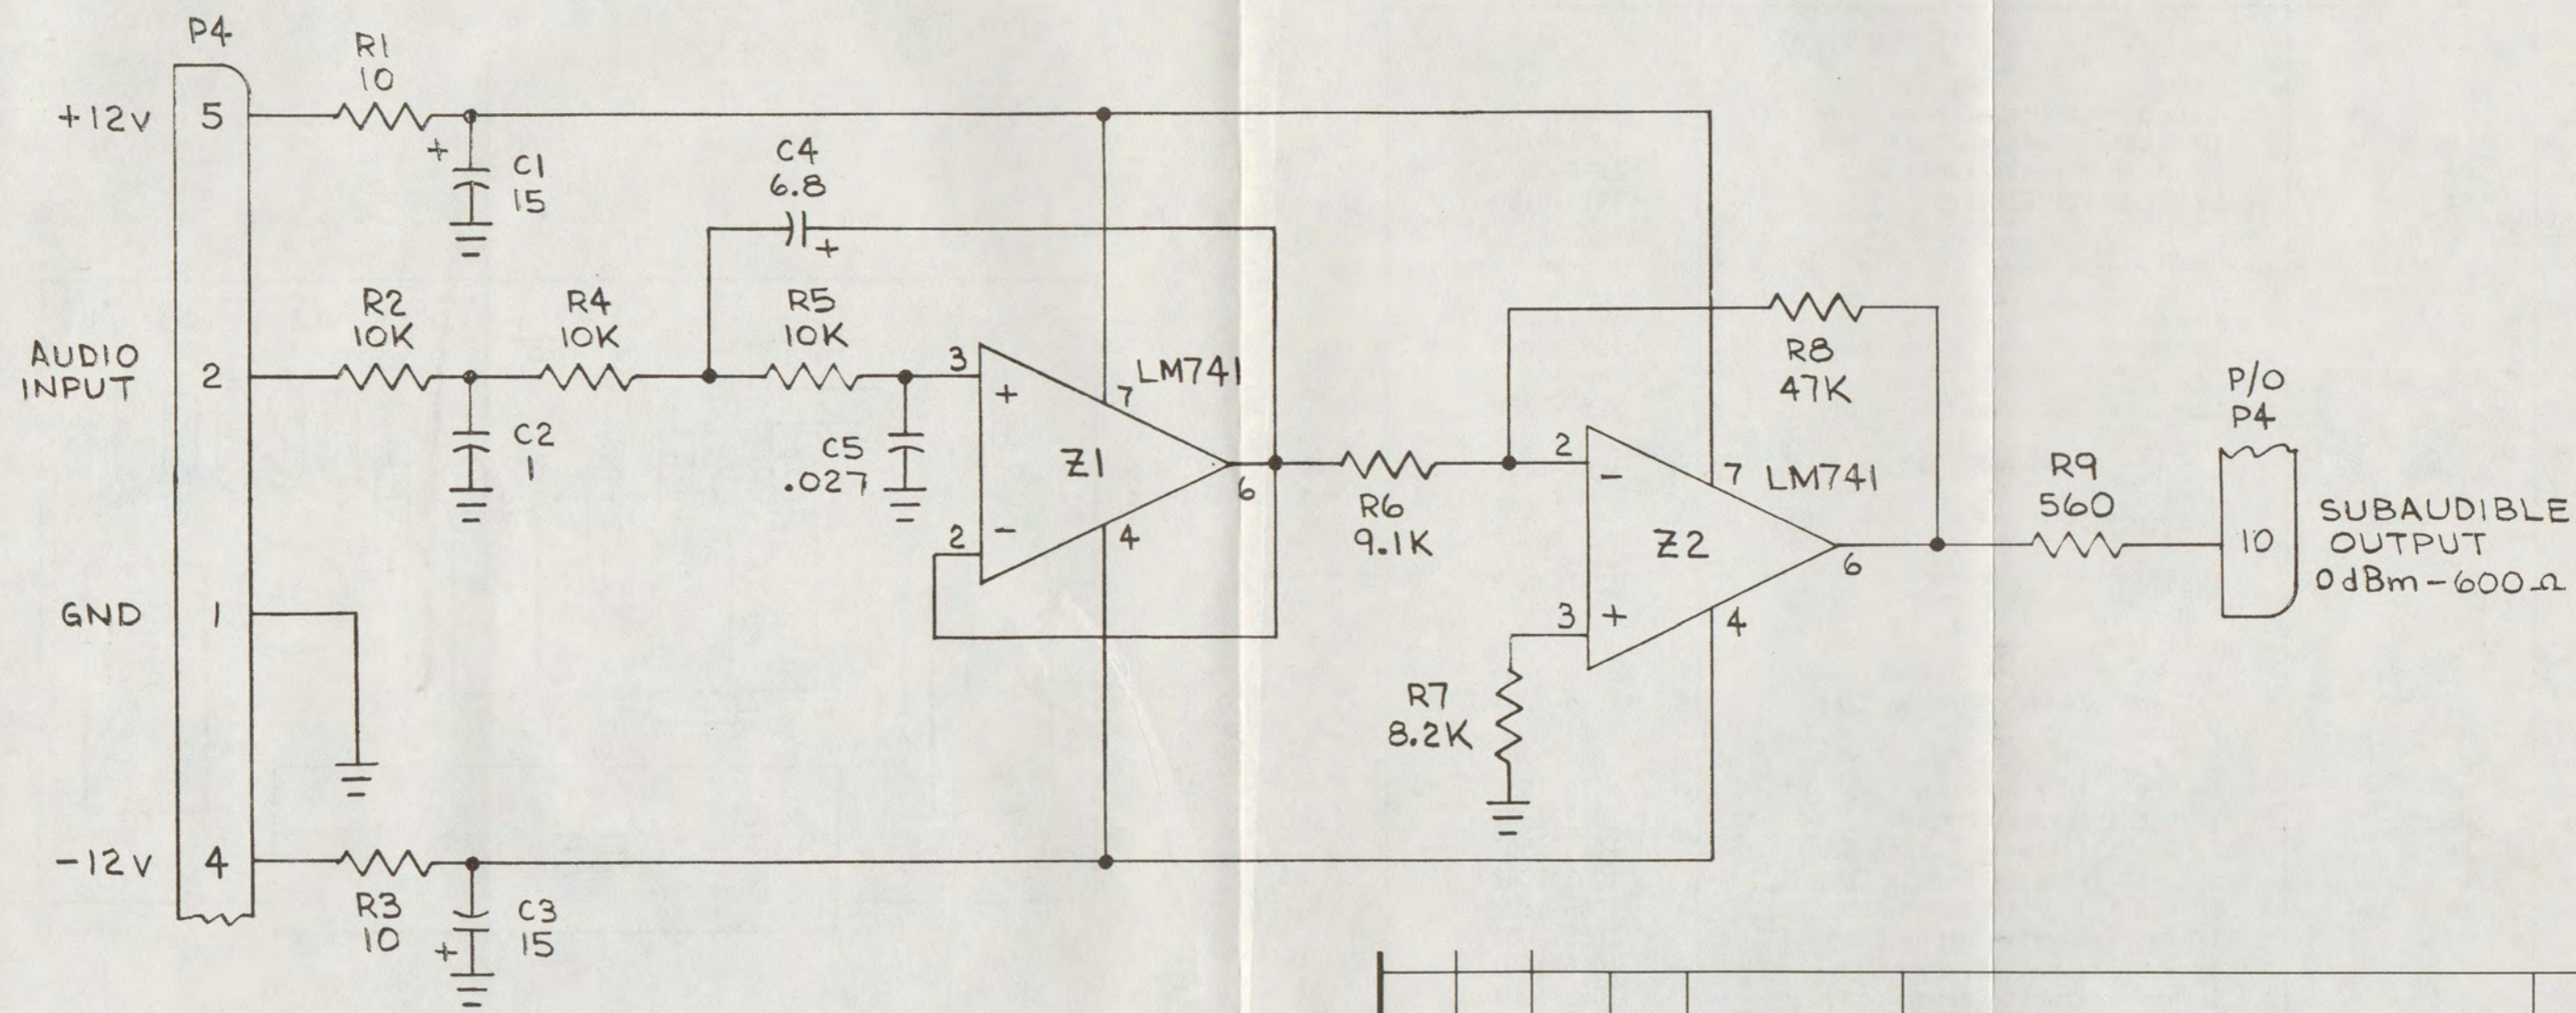 P4
R1
10
+12V
5
+
C1
15
C4
6.8
+
R2
10K
R4
10K
R5
10K
AUDIO
INPUT
2
C2
1
C5
.027
3
+
7
LM741
Z1
6
2
-
4
R6
9.1K
R8
47K
2
-
7
LM741
Z2
6
3
+
4
R7
8.2K
R9
560
P/O
P4
10
SUBAUDIBLE
OUTPUT
0dBm-600Ω
GND
1
-12V
4
R3
10
+
C3
15